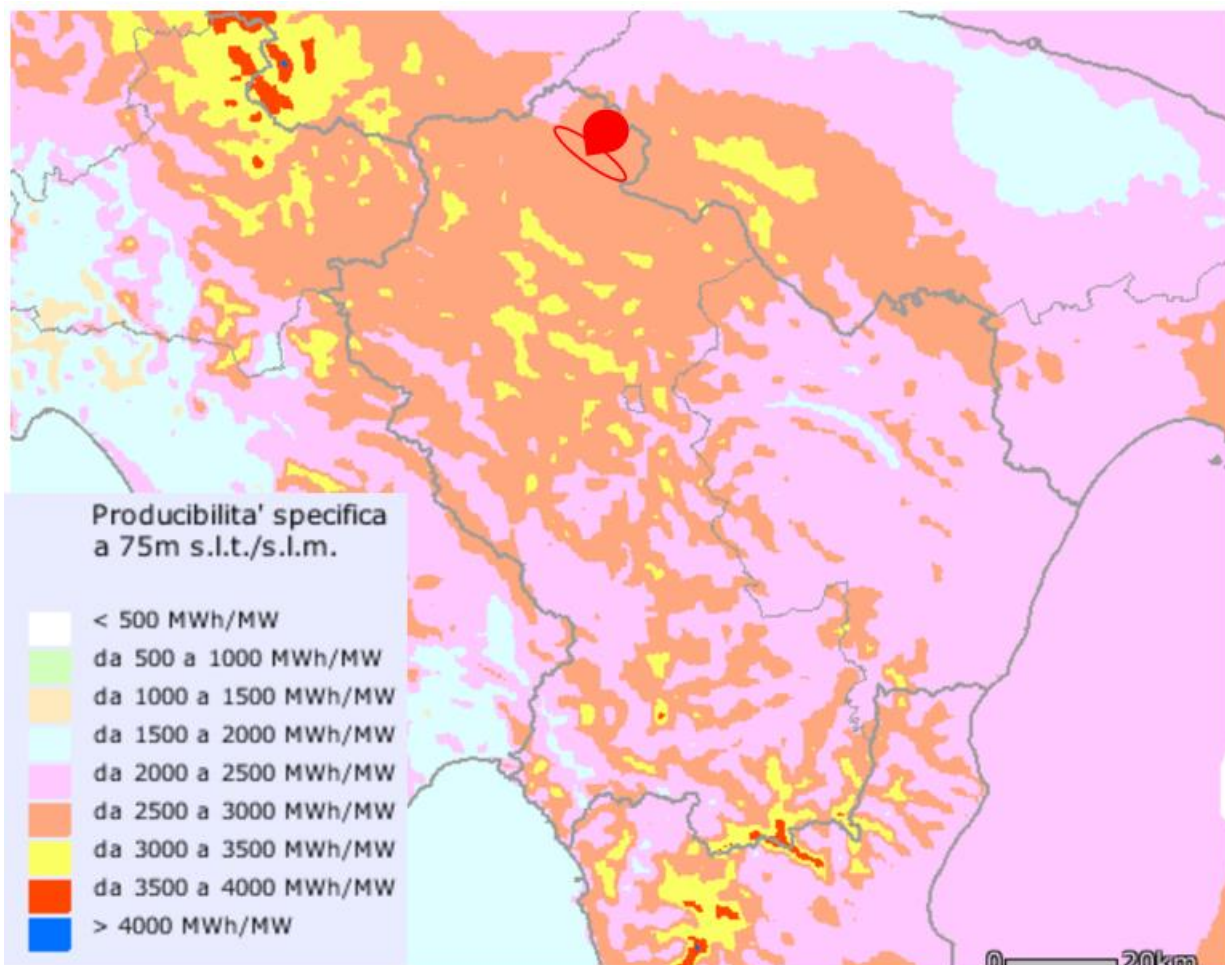 Producibilita' specifica
a 75m s.l.t./s.l.m.
< 500 MWh/MW
da 500 a 1000 MWh/MW
da 1000 a 1500 MWh/MW
da 1500 a 2000 MWh/MW
da 2000 a 2500 MWh/MW
da 2500 a 3000 MWh/MW
da 3000 a 3500 MWh/MW
da 3500 a 4000 MWh/MW
> 4000 MWh/MW
0 20km